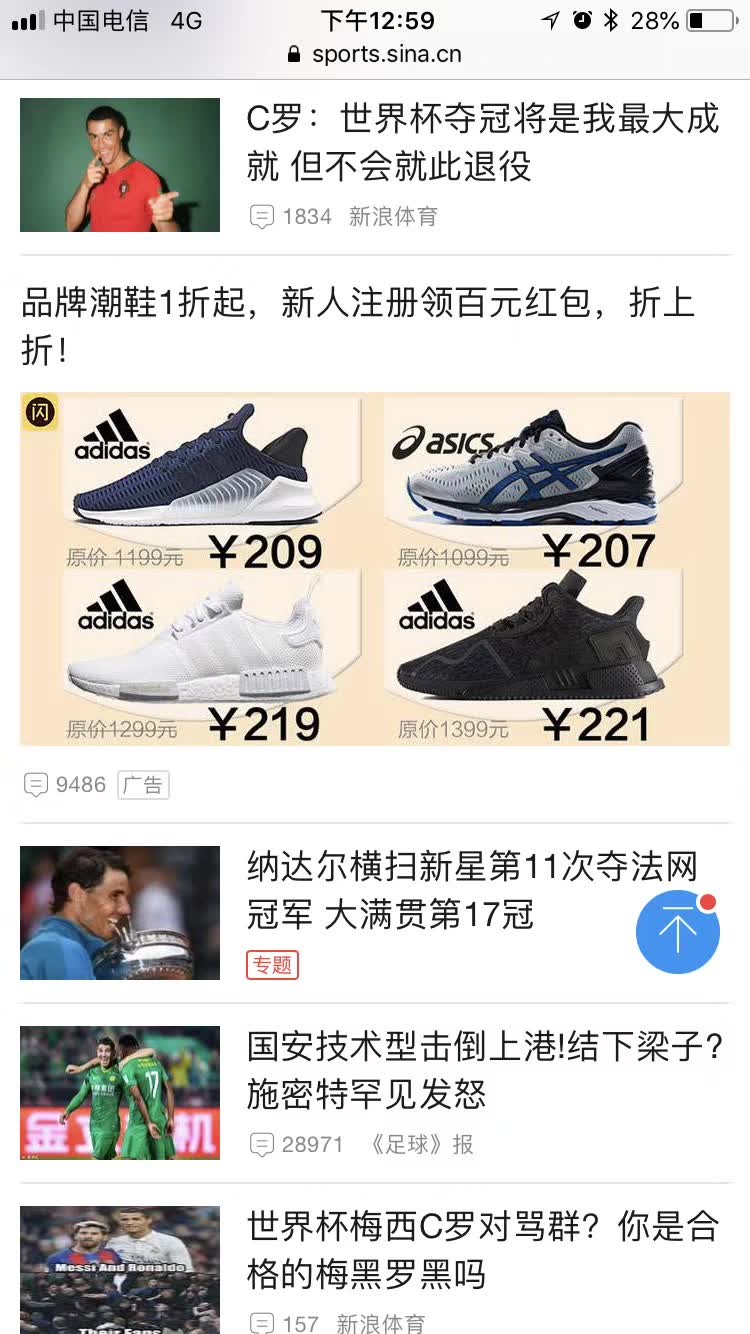 中国电信 4G 下午12:59 28%
sports.sina.cn
C罗：世界杯夺冠将是我最大成
就 但不会就此退役
1834 新浪体育
品牌潮鞋1折起，新人注册领百元红包，折上
折！
闪
adidas asics
原价 1199元 ￥209 原价1099元 ￥207
adidas adidas
原价1299元 ￥219 原价1399元 ￥221
9486 广告
纳达尔横扫新星第11次夺法网
冠军 大满贯第17冠
专题
国安技术型击倒上港!结下梁子?
施密特罕见发怒
28971 《足球》报
17
世界杯梅西C罗对骂群？你是合
格的梅黑罗黑吗
157 新浪体育
Messi And Ronaldo
Their Fans